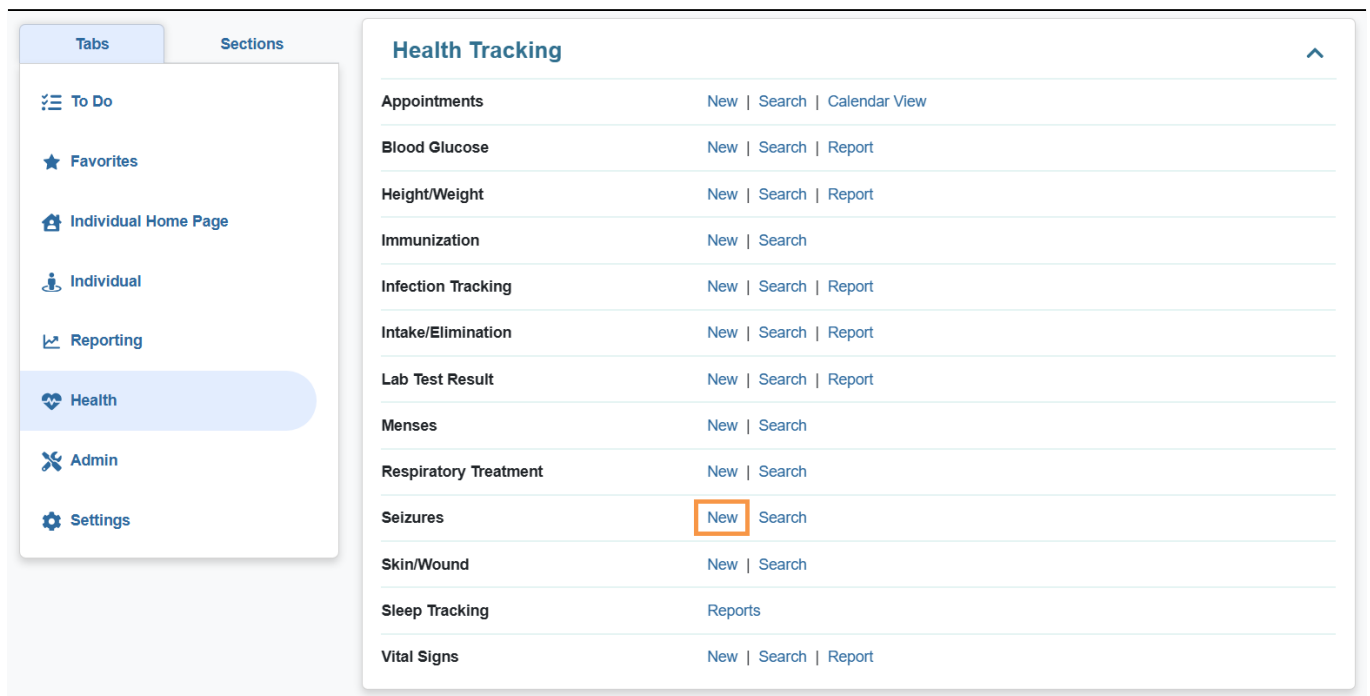 Tabs Sections
To Do
Favorites
Individual Home Page
Individual
Reporting
Health
Admin
Settings
Health Tracking
Appointments New | Search | Calendar View
Blood Glucose New | Search | Report
Height/Weight New | Search | Report
Immunization New | Search
Infection Tracking New | Search | Report
Intake/Elimination New | Search | Report
Lab Test Result New | Search | Report
Menses New | Search
Respiratory Treatment New | Search
Seizures New Search
Skin/Wound New | Search
Sleep Tracking Reports
Vital Signs New | Search | Report